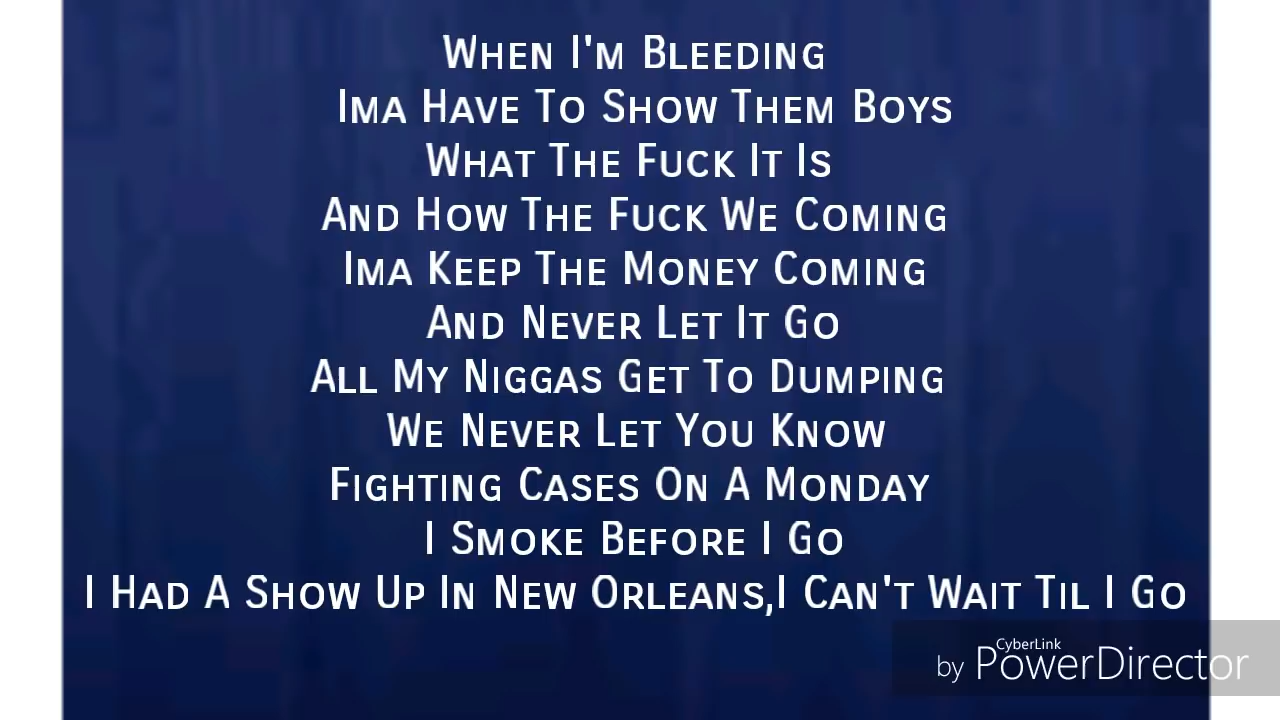 When I'm Bleeding
Ima Have To Show Them Boys
What The Fuck It Is
And How The Fuck We Coming
Ima Keep The Money Coming
And Never Let It Go
All My Niggas Get To Dumping
We Never Let You Know
Fighting Cases On A Monday
I Smoke Before I Go
I Had A Show Up In New Orleans,I Can't Wait Til I Go
CyberLink
by PowerDirector